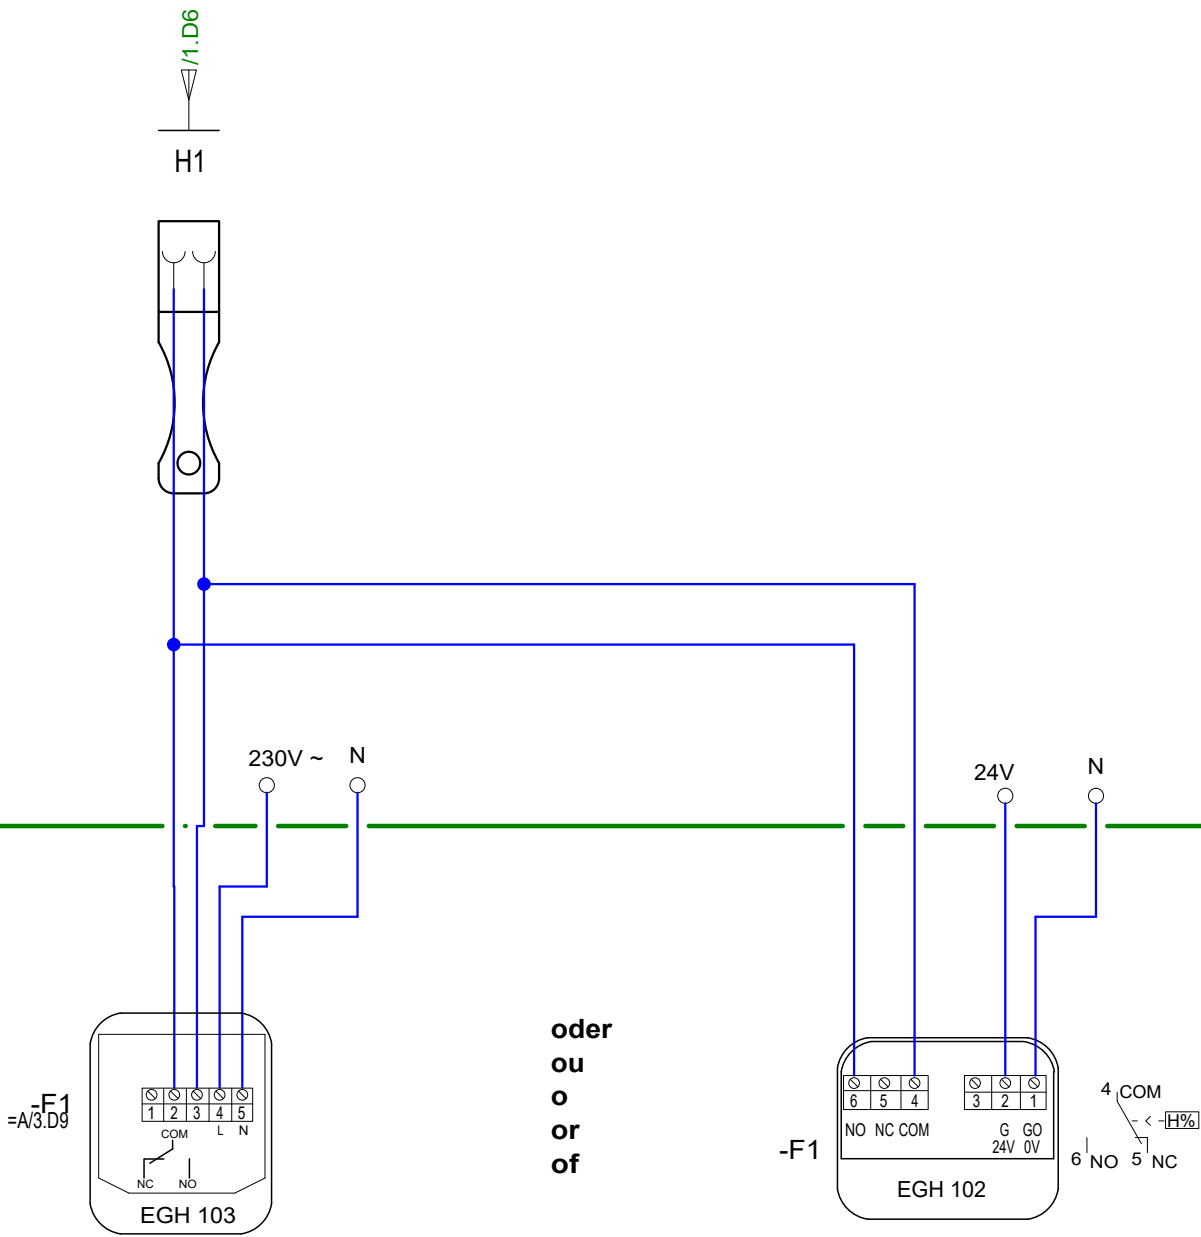 /1.D6
H1
230V ~ N
24V N
oder
ou
o
or
of
-F1
=A/3.D9
1 2 3 4 5
COM L N
NC NO
EGH 103
-F1
6 5 4 3 2 1
NO NC COM G GO
24V 0V
EGH 102
4 COM
H%
6 NO 5 NC